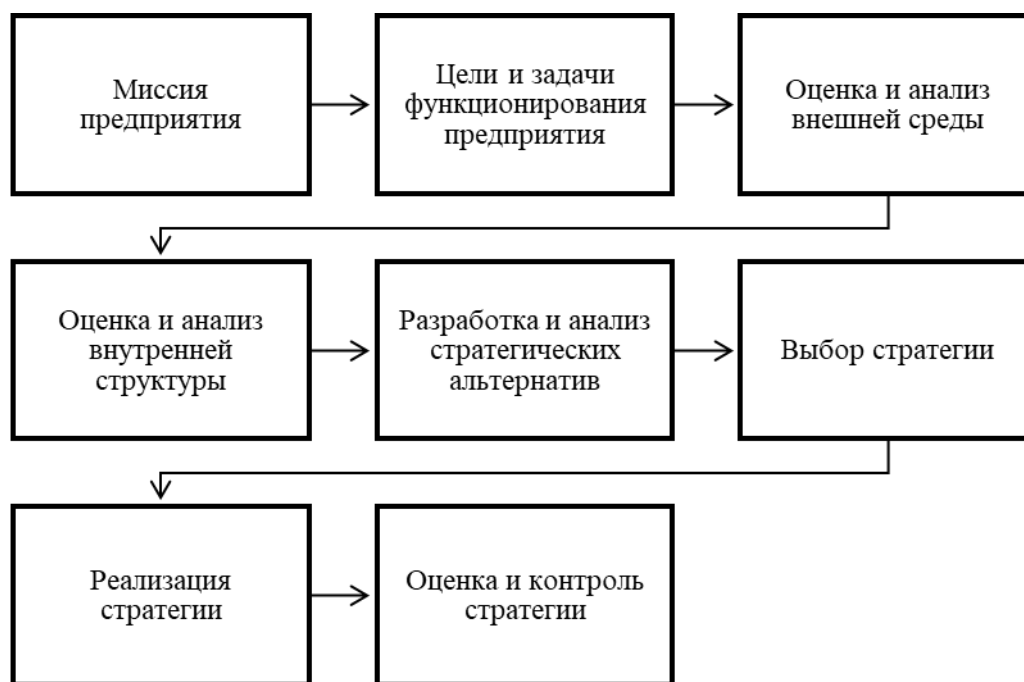 Миссия
предприятия
Цели и задачи
функционирования
предприятия
Оценка и анализ
внешней среды
Оценка и анализ
внутренней
структуры
Разработка и анализ
стратегических
альтернатив
Выбор стратегии
Реализация
стратегии
Оценка и контроль
стратегии